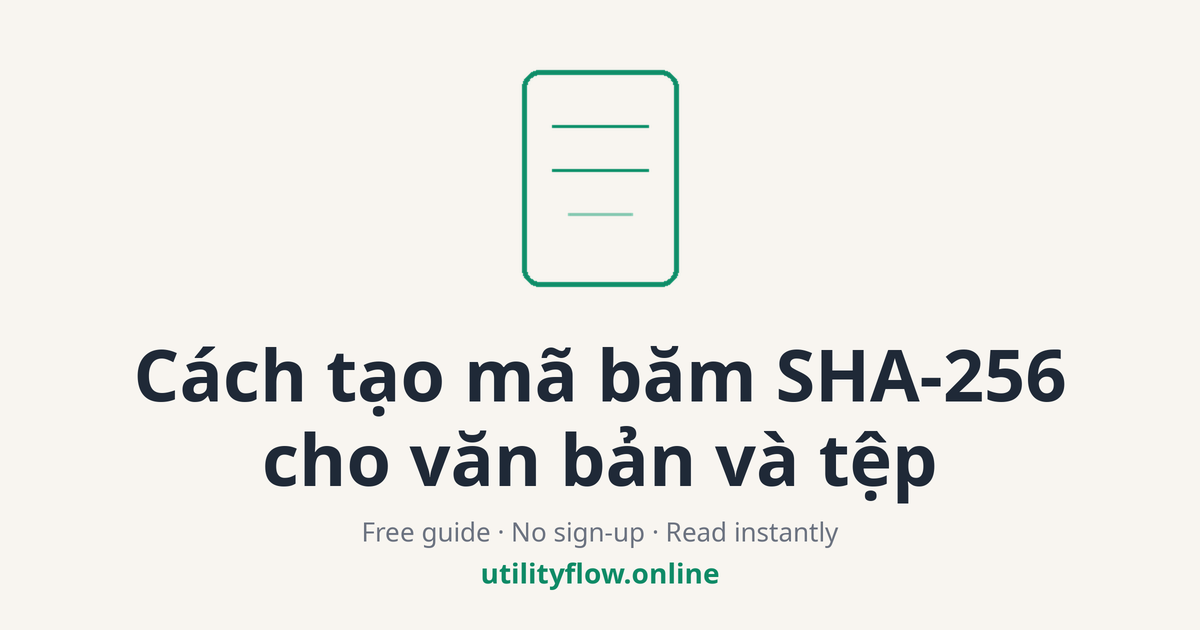 Cách tạo mã băm SHA-256
cho văn bản và tệp
Free guide · No sign-up · Read instantly
utilityflow.online